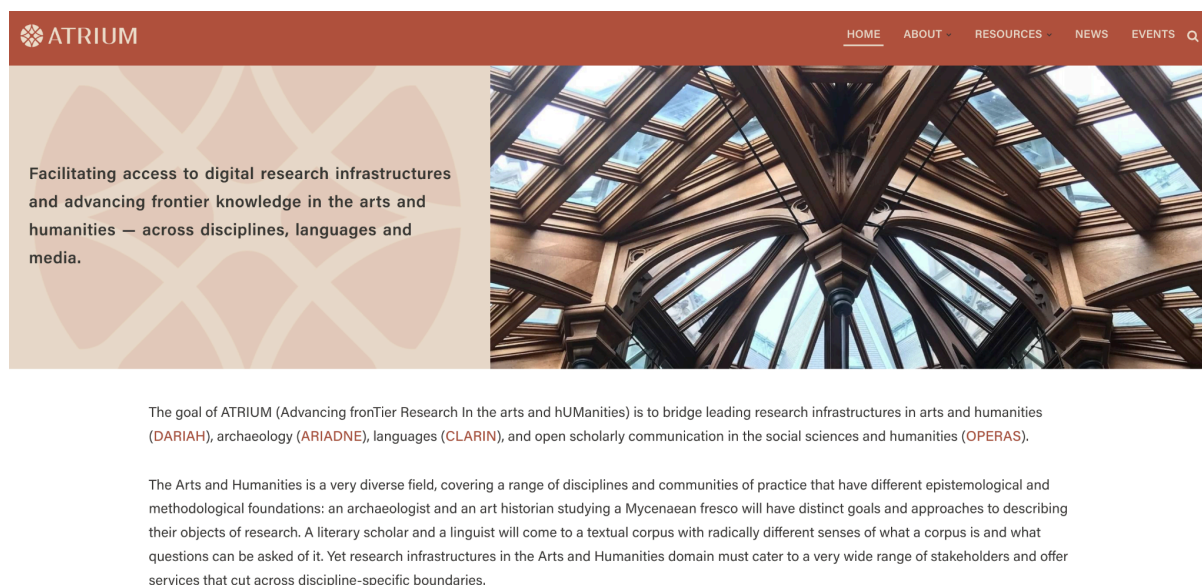 ATRIUM
HOME ABOUT RESOURCES NEWS EVENTS
Facilitating access to digital research infrastructures
and advancing frontier knowledge in the arts and
humanities — across disciplines, languages and
media.
The goal of ATRIUM (Advancing fronTier Research In the arts and hUManities) is to bridge leading research infrastructures in arts and humanities
(DARIAH), archaeology (ARIADNE), languages (CLARIN), and open scholarly communication in the social sciences and humanities (OPERAS).
The Arts and Humanities is a very diverse field, covering a range of disciplines and communities of practice that have different epistemological and
methodological foundations: an archaeologist and an art historian studying a Mycenaean fresco will have distinct goals and approaches to describing
their objects of research. A literary scholar and a linguist will come to a textual corpus with radically different senses of what a corpus is and what
questions can be asked of it. Yet research infrastructures in the Arts and Humanities domain must cater to a very wide range of stakeholders and offer
services that cut across discipline-specific boundaries.